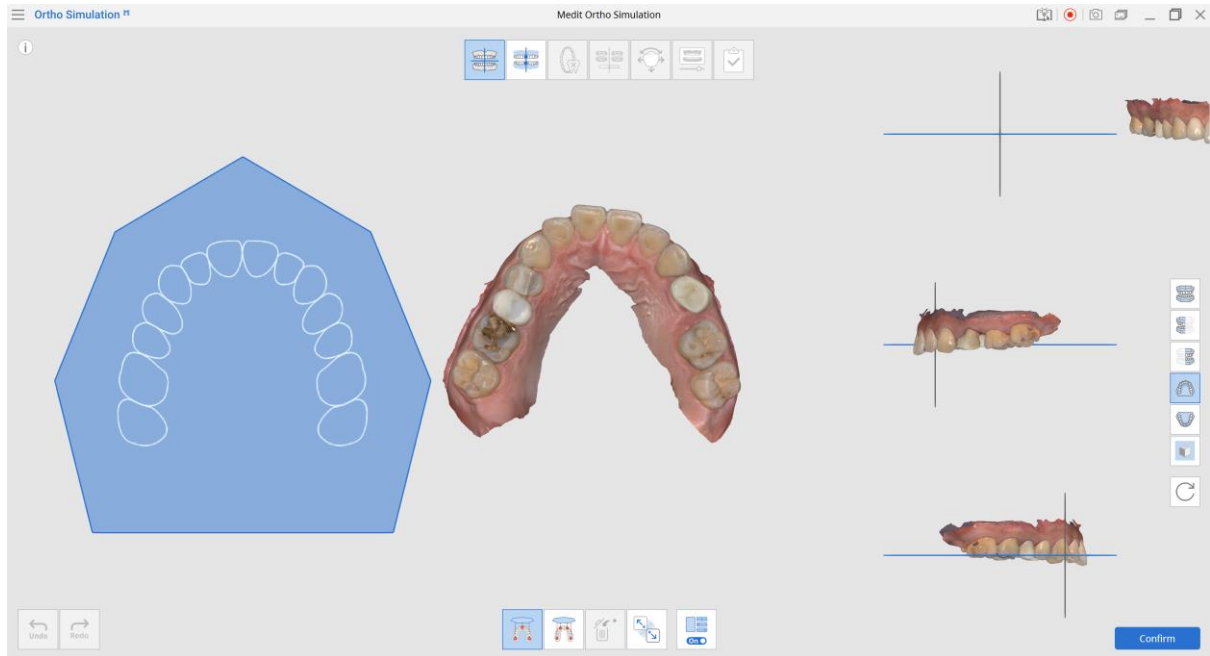 Ortho Simulation
Medit Ortho Simulation
Undo
Redo
On
Confirm